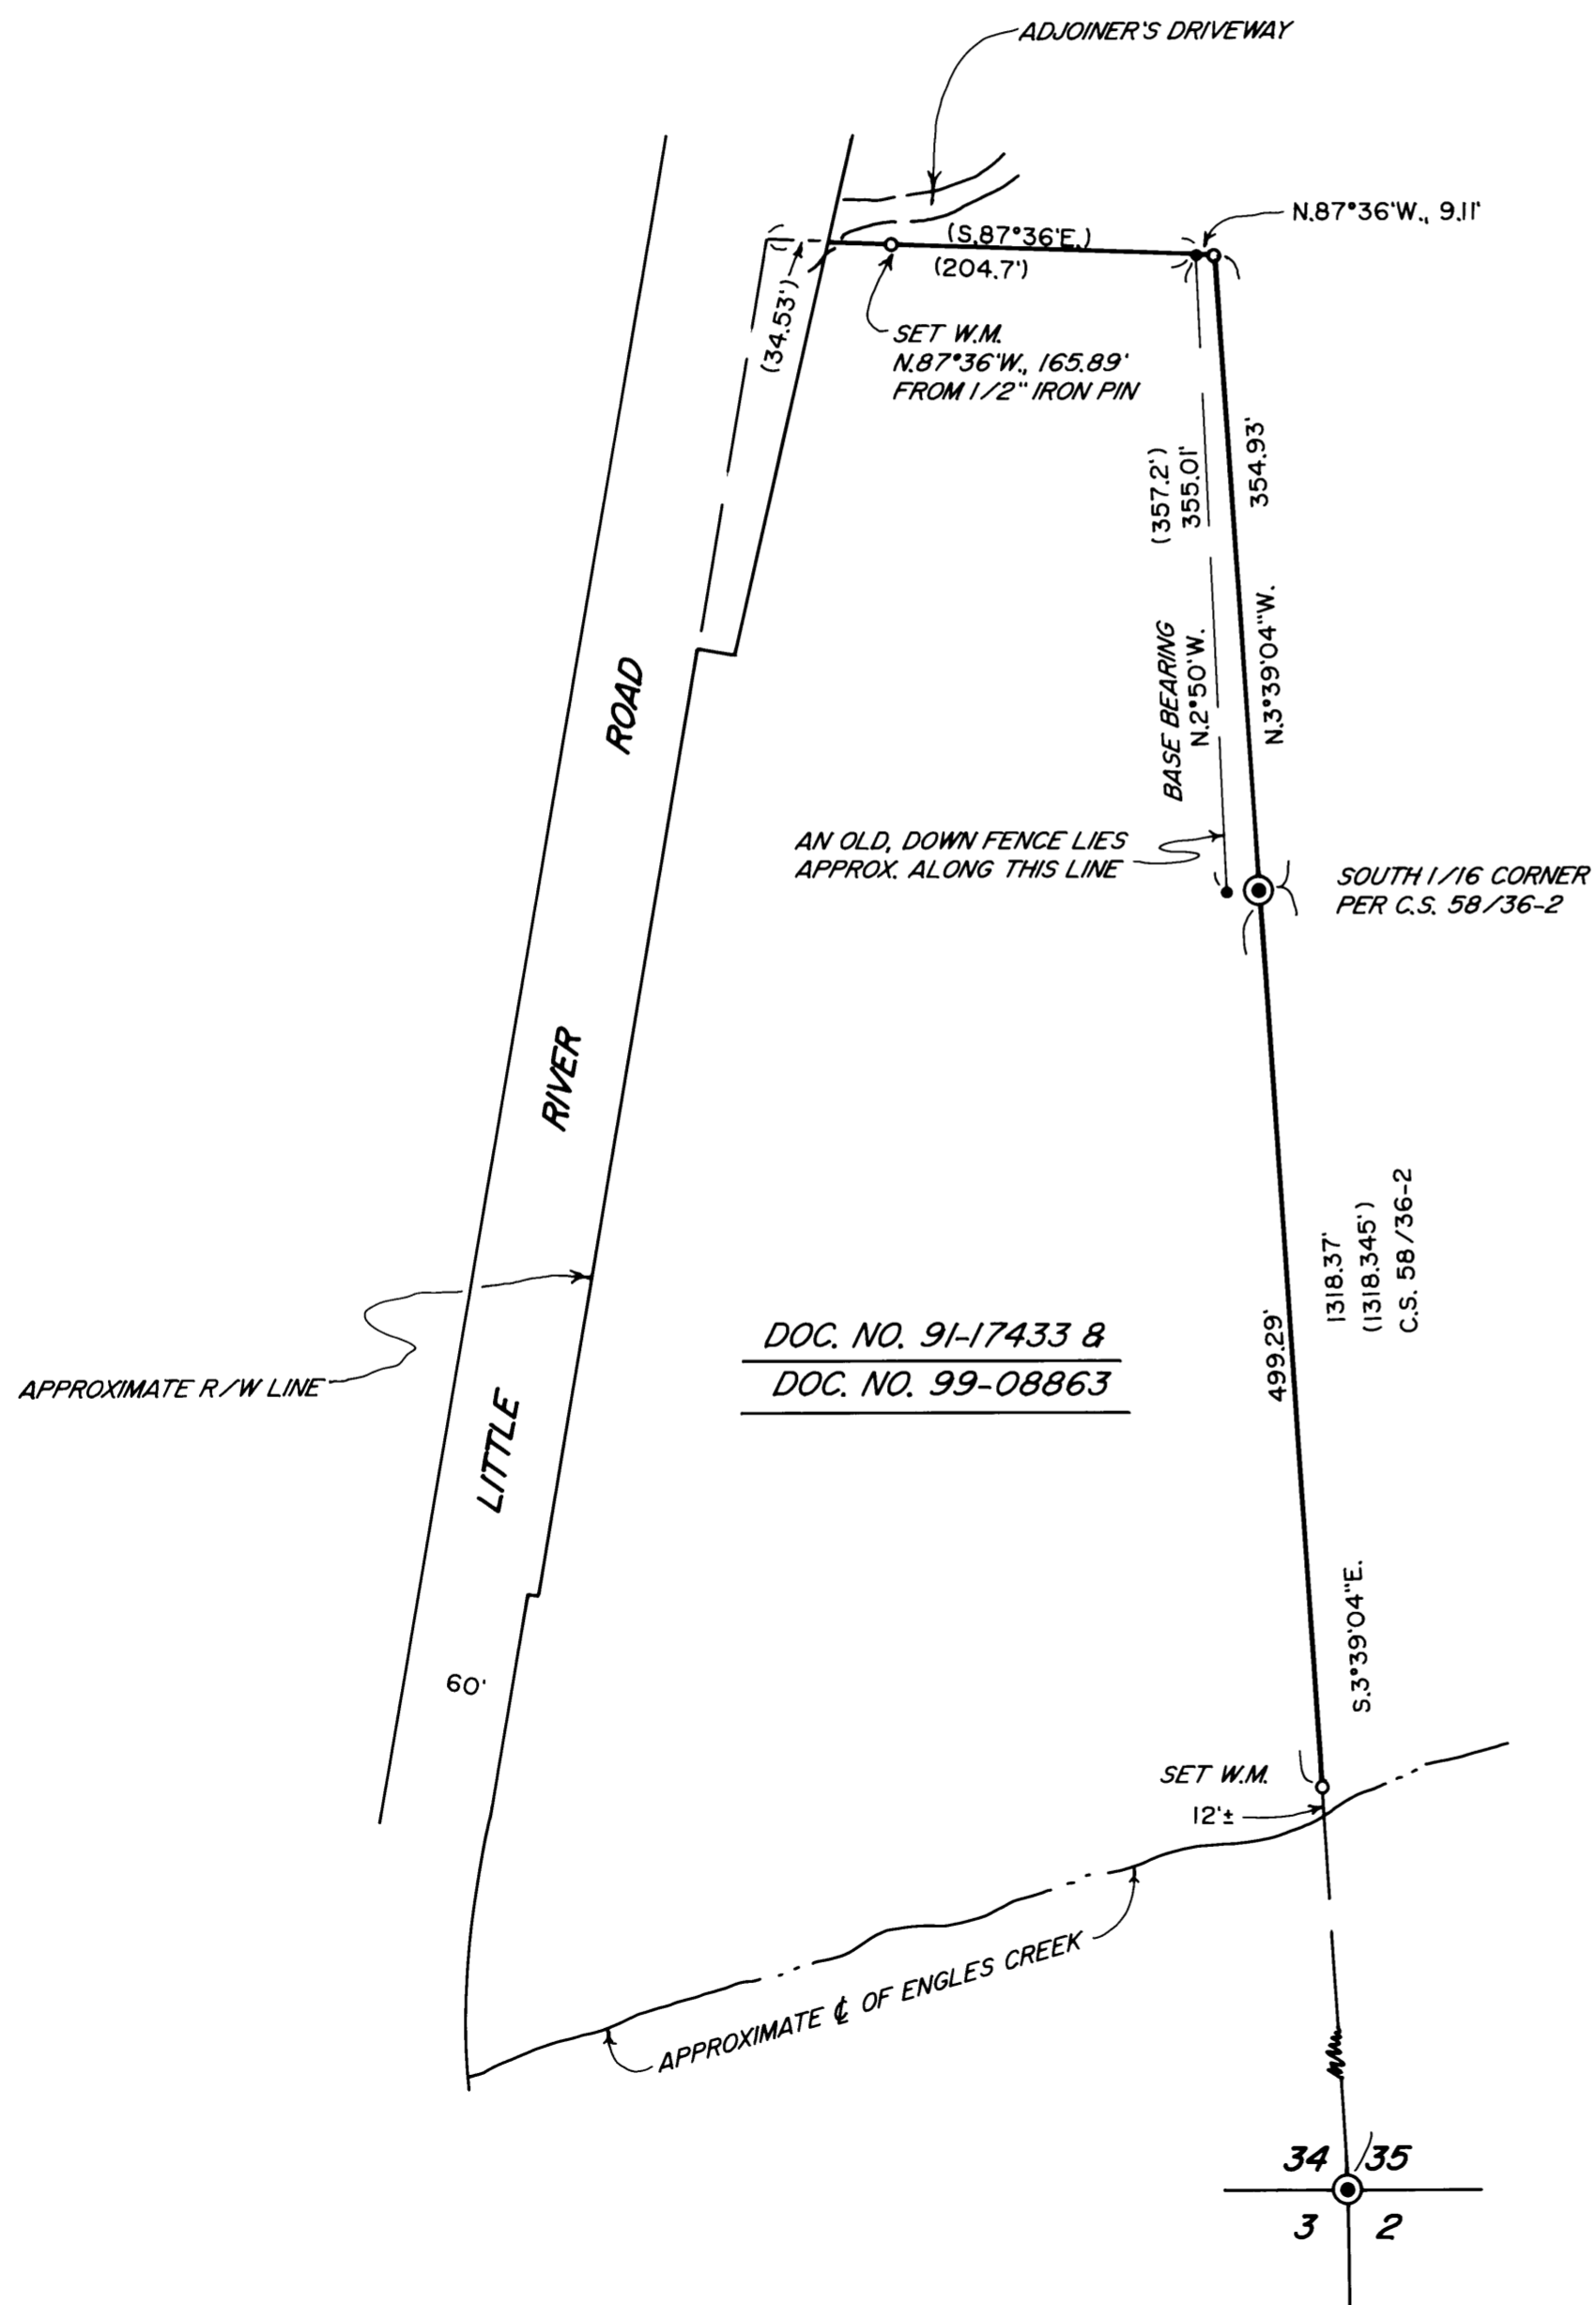 ADJOINER'S DRIVEWAY
N.87°36'W., 9.11'
(S.87°36'E.)
(204.7')
(34.53')
SET W.M.
N.87°36'W., 165.89'
FROM 1/2" IRON PIN
(357.2')
355.01'
354.93'
BASE BEARING
N.2°50'W.
N.3°39'04"W.
ROAD
AN OLD, DOWN FENCE LIES
APPROX. ALONG THIS LINE
SOUTH 1/16 CORNER
PER C.S. 58/36-2
RIVER
1318.37'
(1318.345')
C.S. 58/36-2
499.29'
DOC. NO. 91-17433 &
DOC. NO. 99-08863
APPROXIMATE R/W LINE
LITTLE
S.3°39'04"E.
60'
SET W.M.
12'±
APPROXIMATE ℄ OF ENGLES CREEK
34 35
3 2